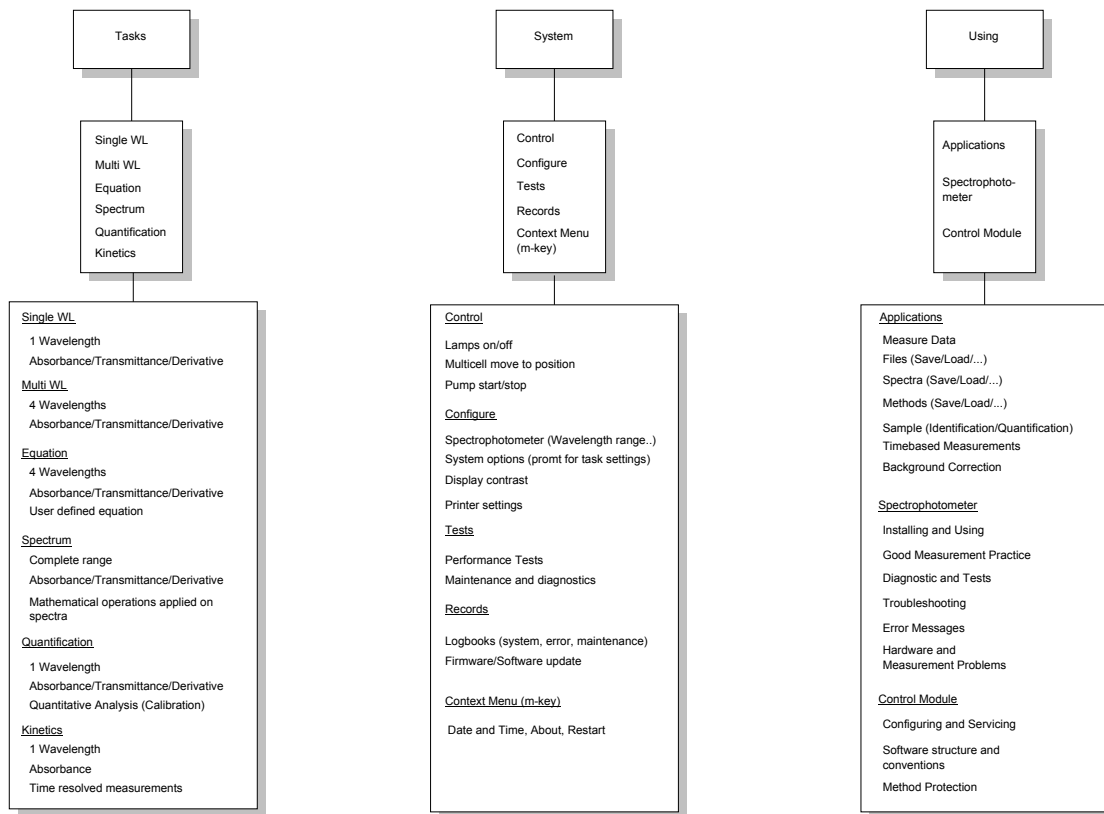 Tasks
Single WL
Multi WL
Equation
Spectrum
Quantification
Kinetics
Single WL
1 Wavelength
Absorbance/Transmittance/Derivative
Multi WL
4 Wavelengths
Absorbance/Transmittance/Derivative
Equation
4 Wavelengths
Absorbance/Transmittance/Derivative
User defined equation
Spectrum
Complete range
Absorbance/Transmittance/Derivative
Mathematical operations applied on
spectra
Quantification
1 Wavelength
Absorbance/Transmittance/Derivative
Quantitative Analysis (Calibration)
Kinetics
1 Wavelength
Absorbance
Time resolved measurements
System
Control
Configure
Tests
Records
Context Menu
(m-key)
Control
Lamps on/off
Multicell move to position
Pump start/stop
Configure
Spectrophotometer (Wavelength range..)
System options (promt for task settings)
Display contrast
Printer settings
Tests
Performance Tests
Maintenance and diagnostics
Records
Logbooks (system, error, maintenance)
Firmware/Software update
Context Menu (m-key)
Date and Time, About, Restart
Using
Applications
Spectrophoto-
meter
Control Module
Applications
Measure Data
Files (Save/Load/...)
Spectra (Save/Load/...)
Methods (Save/Load/...)
Sample (Identification/Quantification)
Timebased Measurements
Background Correction
Spectrophotometer
Installing and Using
Good Measurement Practice
Diagnostic and Tests
Troubleshooting
Error Messages
Hardware and
Measurement Problems
Control Module
Configuring and Servicing
Software structure and
conventions
Method Protection